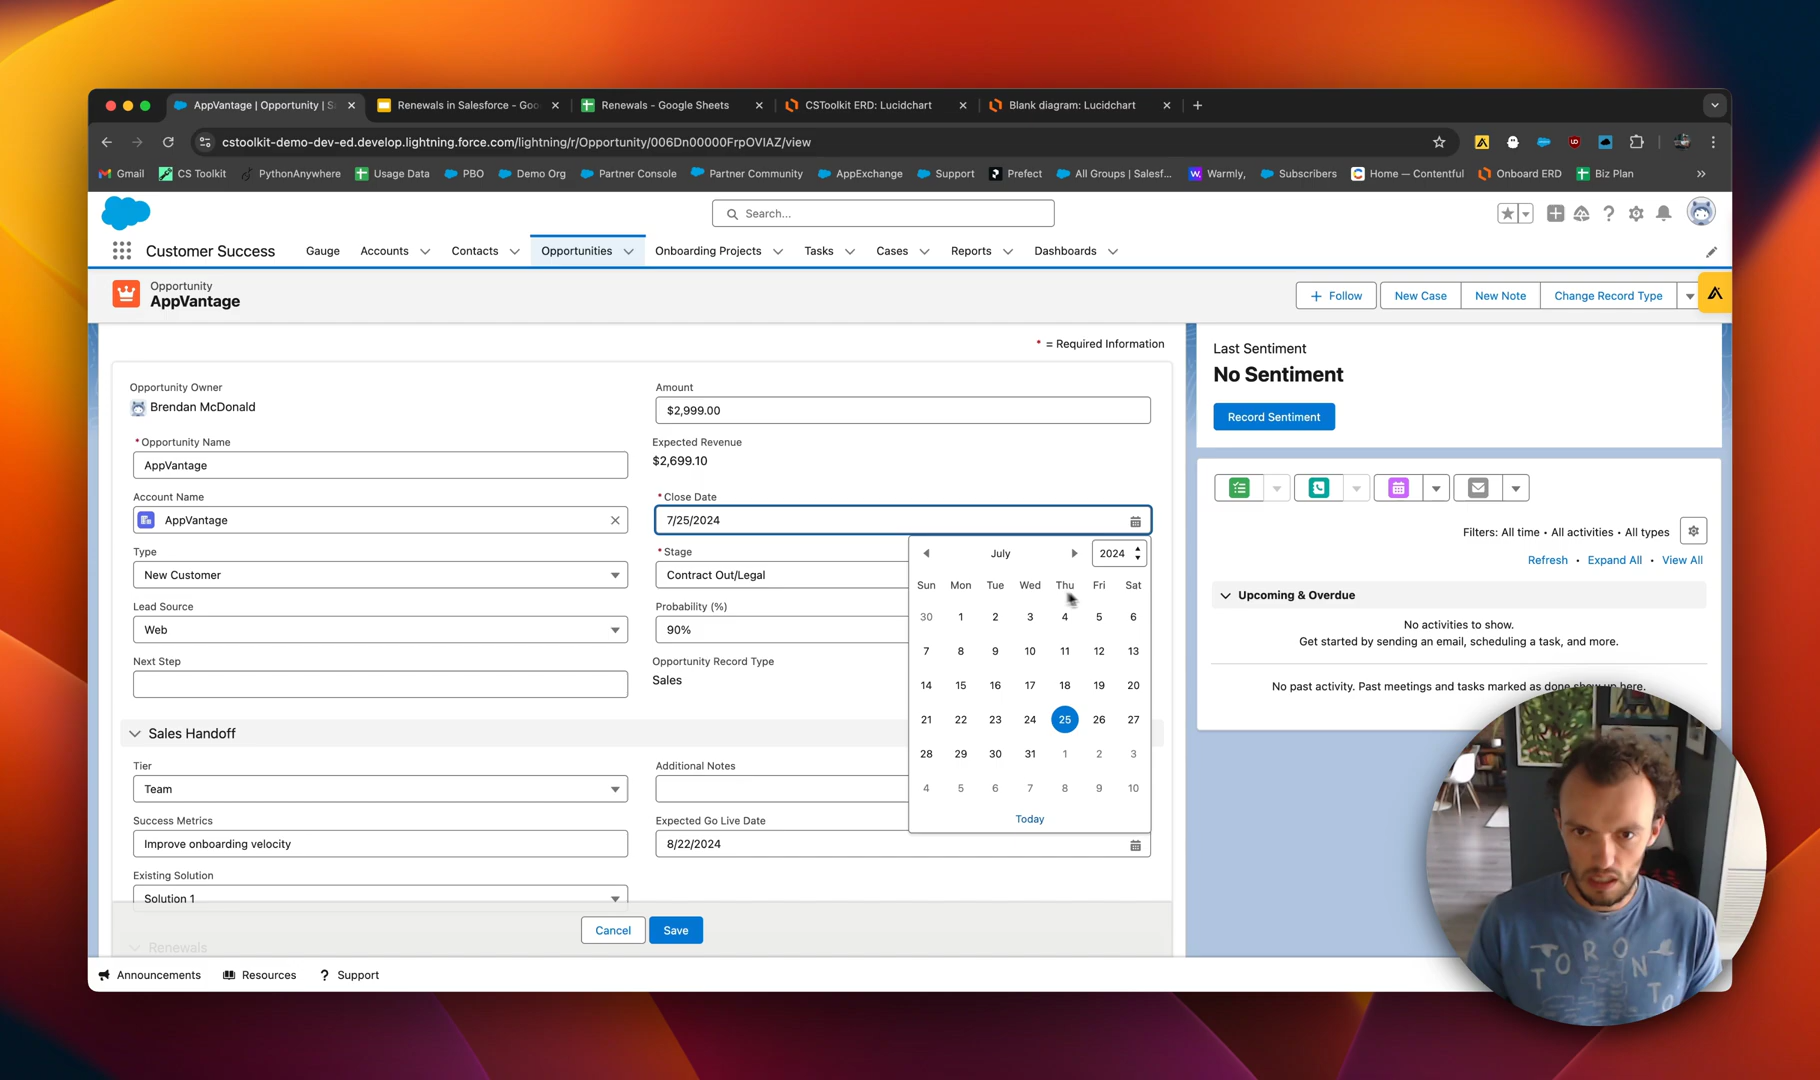 AppVantage | Opportunity | S
Renewals in Salesforce - Goo
Renewals - Google Sheets
CSToolkit ERD: Lucidchart
Blank diagram: Lucidchart
cstoolkit-demo-dev-ed.develop.lightning.force.com/lightning/r/Opportunity/006Dn00000FrpOVIAZ/view
Gmail CS Toolkit PythonAnywhere Usage Data PBO Demo Org Partner Console Partner Community AppExchange Support Prefect All Groups | Salesf... Warmly, Subscribers Home — Contentful Onboard ERD Biz Plan »
Search...
Customer Success Gauge Accounts Contacts Opportunities Onboarding Projects Tasks Cases Reports Dashboards
Opportunity
AppVantage
+ Follow New Case New Note Change Record Type
* = Required Information
Opportunity Owner
Brendan McDonald
Amount
$2,999.00
* Opportunity Name
AppVantage
Expected Revenue
$2,699.10
Account Name
AppVantage
* Close Date
7/25/2024
Type
New Customer
* Stage
Contract Out/Legal
Lead Source
Web
Probability (%)
90%
Next Step
Opportunity Record Type
Sales
July 2024
Sun Mon Tue Wed Thu Fri Sat
30 1 2 3 4 5 6
7 8 9 10 11 12 13
14 15 16 17 18 19 20
21 22 23 24 25 26 27
28 29 30 31 1 2 3
4 5 6 7 8 9 10
Today
Sales Handoff
Tier
Team
Additional Notes
Success Metrics
Improve onboarding velocity
Expected Go Live Date
8/22/2024
Existing Solution
Solution 1
Renewals
Cancel Save
Last Sentiment
No Sentiment
Record Sentiment
Filters: All time • All activities • All types
Refresh • Expand All • View All
Upcoming & Overdue
No activities to show.
Get started by sending an email, scheduling a task, and more.
No past activity. Past meetings and tasks marked as done show up here.
Announcements Resources ? Support
TORONTO